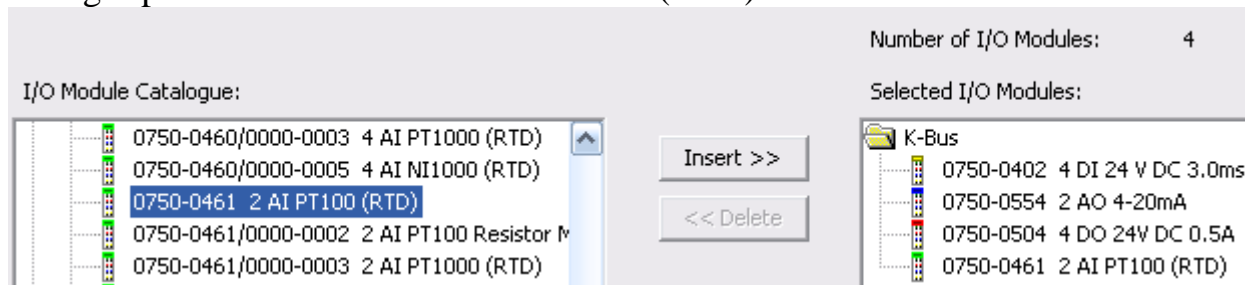 Number of I/O Modules: 4
I/O Module Catalogue:
Selected I/O Modules:
0750-0460/0000-0003 4 AI PT1000 (RTD)
0750-0460/0000-0005 4 AI NI1000 (RTD)
0750-0461 2 AI PT100 (RTD)
0750-0461/0000-0002 2 AI PT100 Resistor M
0750-0461/0000-0003 2 AI PT1000 (RTD)
Insert >>
<< Delete
K-Bus
0750-0402 4 DI 24 V DC 3.0ms
0750-0554 2 AO 4-20mA
0750-0504 4 DO 24V DC 0.5A
0750-0461 2 AI PT100 (RTD)